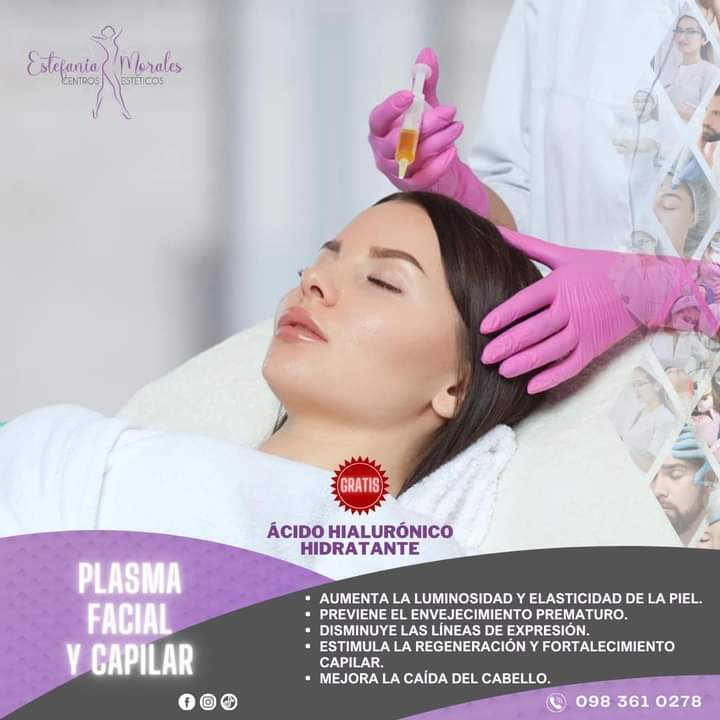 Estefanía Morales
CENTROS ESTÉTICOS
GRATIS
ÁCIDO HIALURÓNICO
HIDRATANTE
PLASMA
FACIAL
Y CAPILAR
• AUMENTA LA LUMINOSIDAD Y ELASTICIDAD DE LA PIEL.
• PREVIENE EL ENVEJECIMIENTO PREMATURO.
• DISMINUYE LAS LÍNEAS DE EXPRESIÓN.
• ESTIMULA LA REGENERACIÓN Y FORTALECIMIENTO
CAPILAR.
• MEJORA LA CAÍDA DEL CABELLO.
098 361 0278